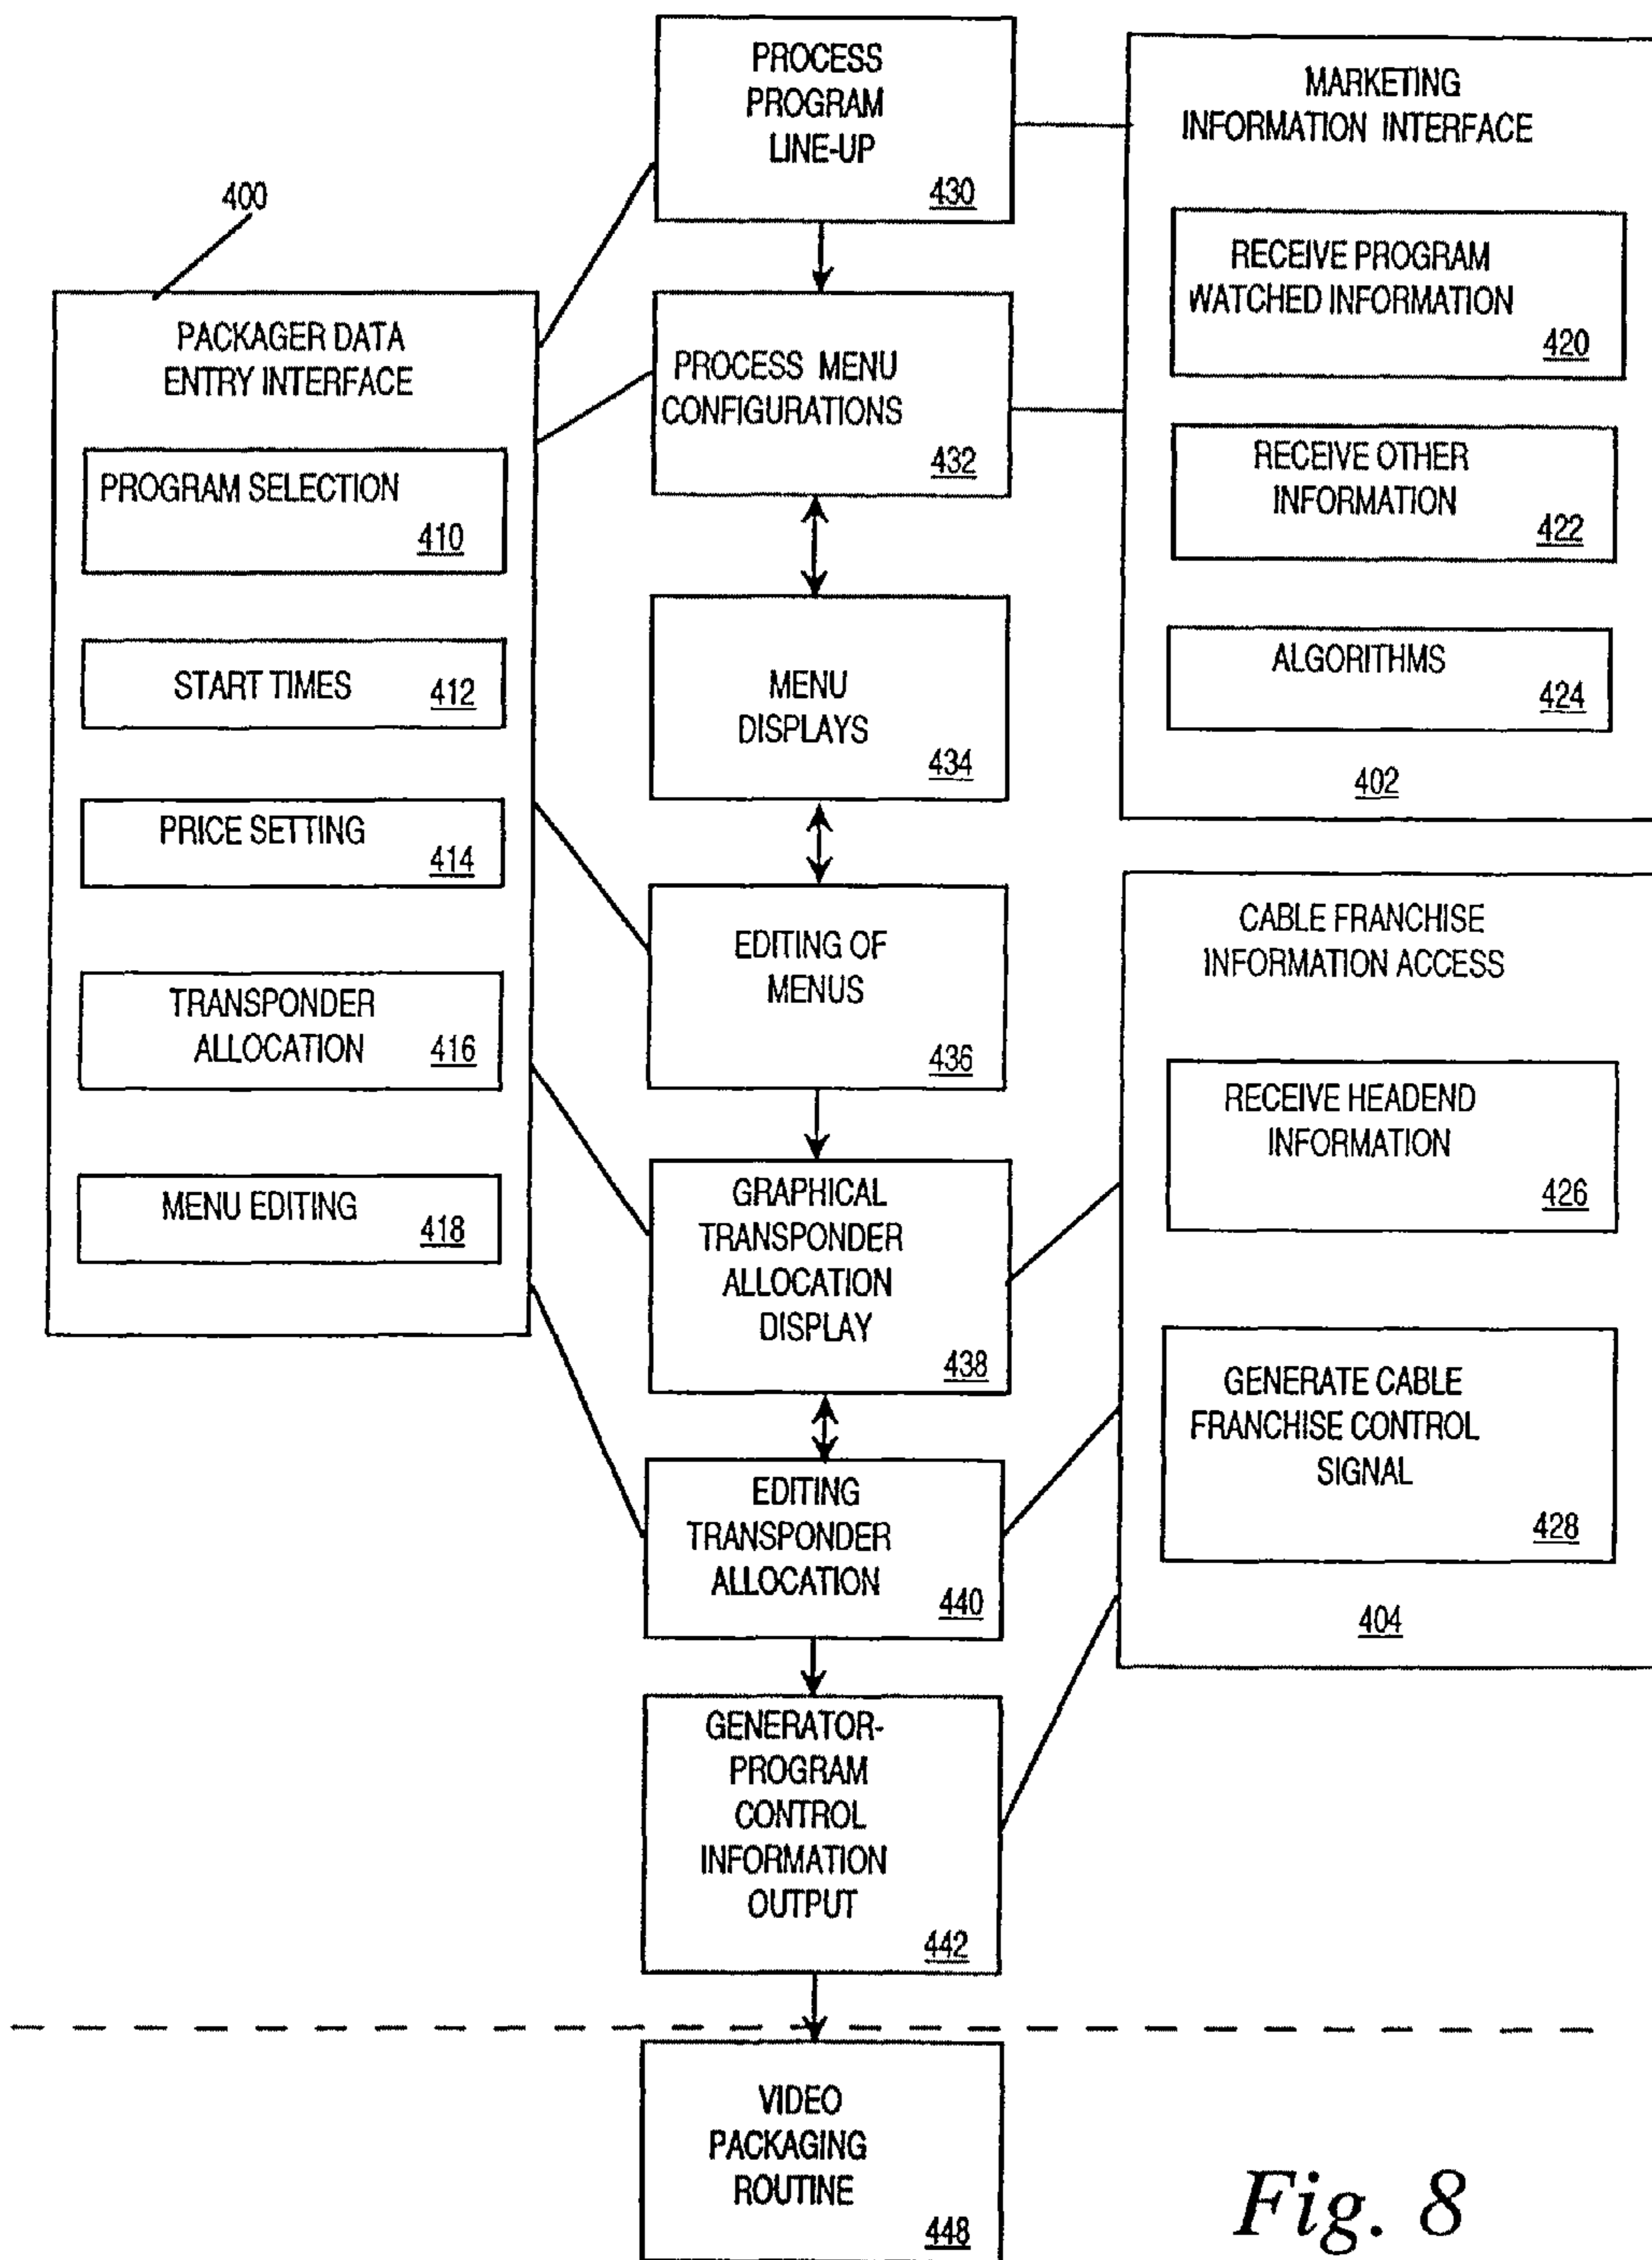 400
PACKAGER DATA
ENTRY INTERFACE
PROGRAM SELECTION
410
START TIMES 412
PRICE SETTING
414
TRANSPONDER
ALLOCATION 416
MENU EDITING
418
PROCESS
PROGRAM
LINE-UP
430
PROCESS MENU
CONFIGURATIONS
432
MENU
DISPLAYS
434
EDITING OF
MENUS
436
GRAPHICAL
TRANSPONDER
ALLOCATION
DISPLAY
438
EDITING
TRANSPONDER
ALLOCATION
440
GENERATOR-
PROGRAM
CONTROL
INFORMATION
OUTPUT
442
VIDEO
PACKAGING
ROUTINE
448
MARKETING
INFORMATION INTERFACE
RECEIVE PROGRAM
WATCHED INFORMATION
420
RECEIVE OTHER
INFORMATION
422
ALGORITHMS
424
402
CABLE FRANCHISE
INFORMATION ACCESS
RECEIVE HEADEND
INFORMATION
426
GENERATE CABLE
FRANCHISE CONTROL
SIGNAL
428
404
Fig. 8